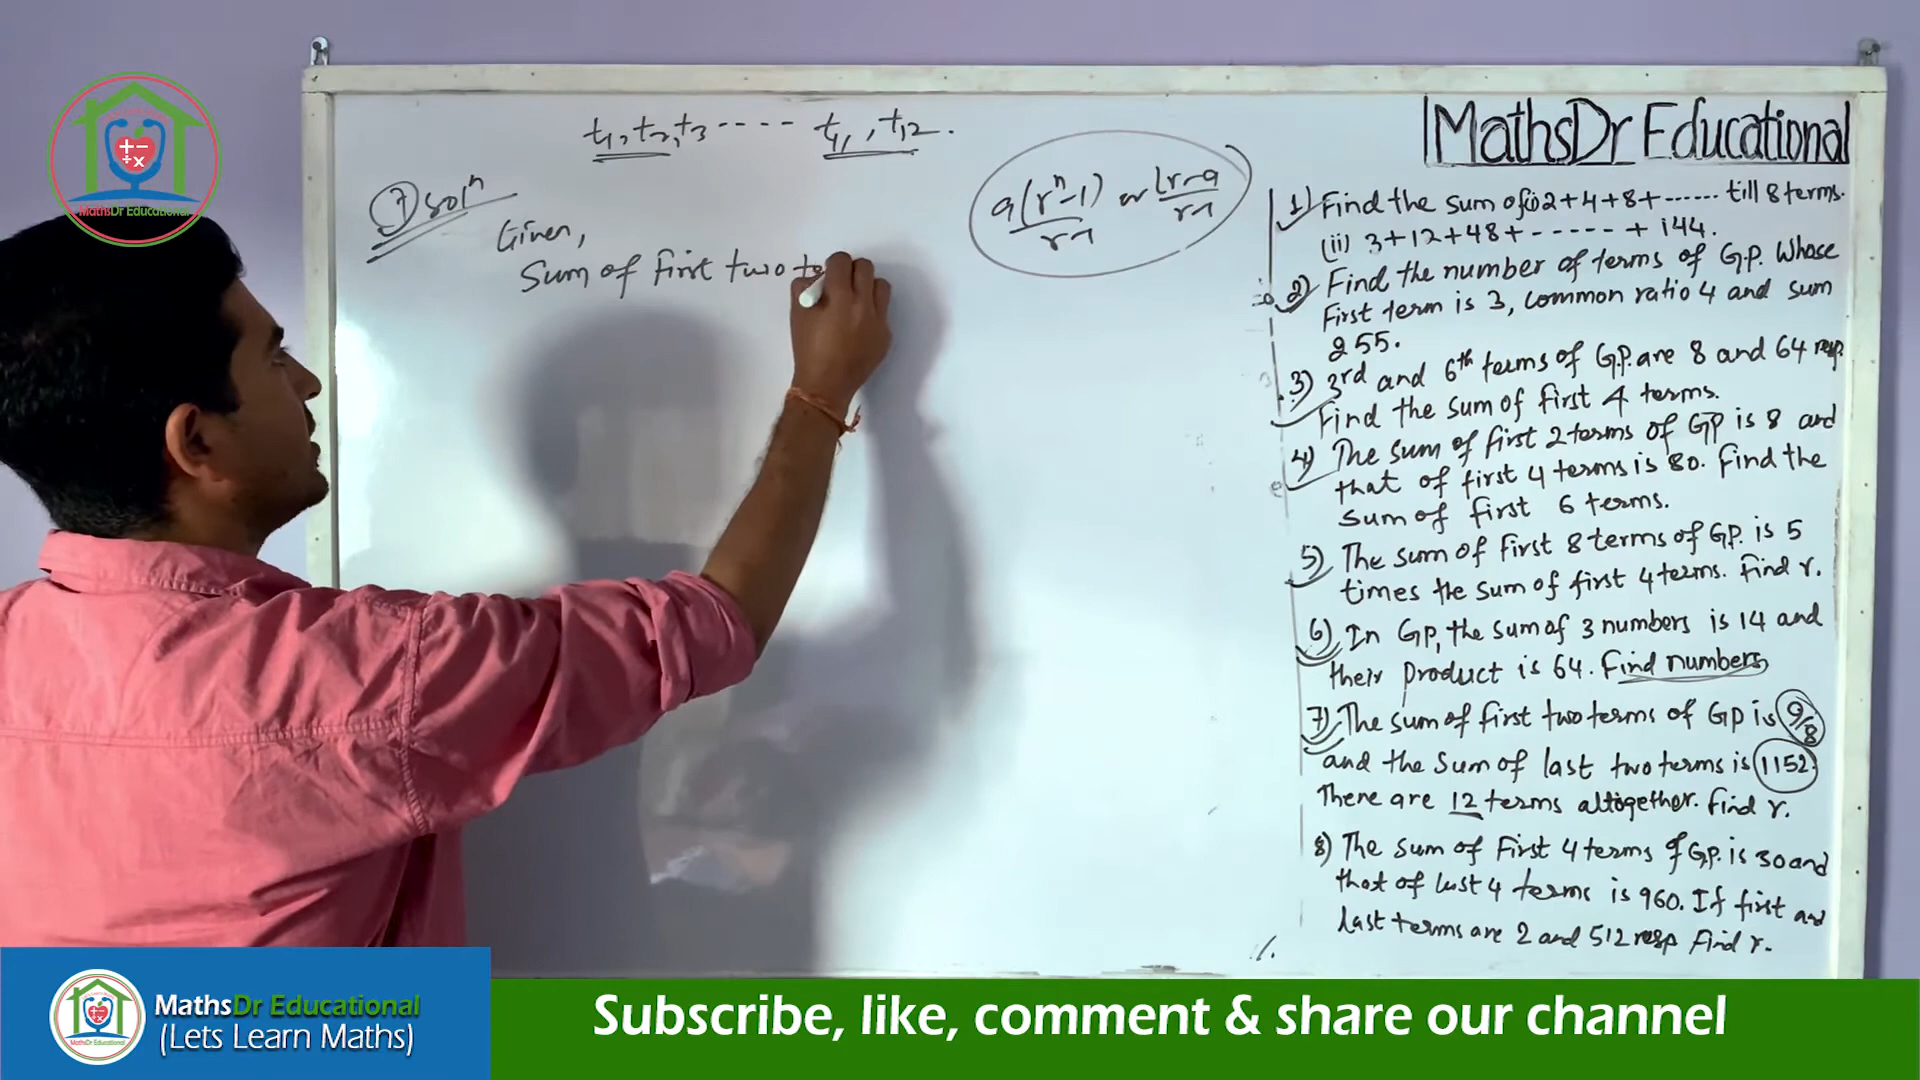 t1, t2, t3 ---- t11, t12.
7 solⁿ
Given,
Sum of first two te
a(rⁿ-1)/r-1 or lr-a/r-1
MathsDr Educational
1) Find the sum of (i) 2+4+8+------ till 8 terms.
(ii) 3+12+48+------+ 144.
2) Find the number of terms of G.P. whose
first term is 3, common ratio 4 and sum
255.
3) 3rd and 6th terms of G.P. are 8 and 64 resp.
Find the sum of first 4 terms.
4) The sum of first 2 terms of GP is 8 and
that of first 4 terms is 80. Find the
sum of first 6 terms.
5) The sum of first 8 terms of GP. is 5
times the sum of first 4 terms. Find r.
6) In GP, the sum of 3 numbers is 14 and
their product is 64. Find numbers
7) The sum of first two terms of GP is 9/8
and the sum of last two terms is 1152.
There are 12 terms altogether. Find r.
8) The sum of first 4 terms of G.P. is 30 and
that of last 4 terms is 960. If first and
last terms are 2 and 512 resp Find r.
MathsDr Educational
(Lets Learn Maths)
Subscribe, like, comment & share our channel